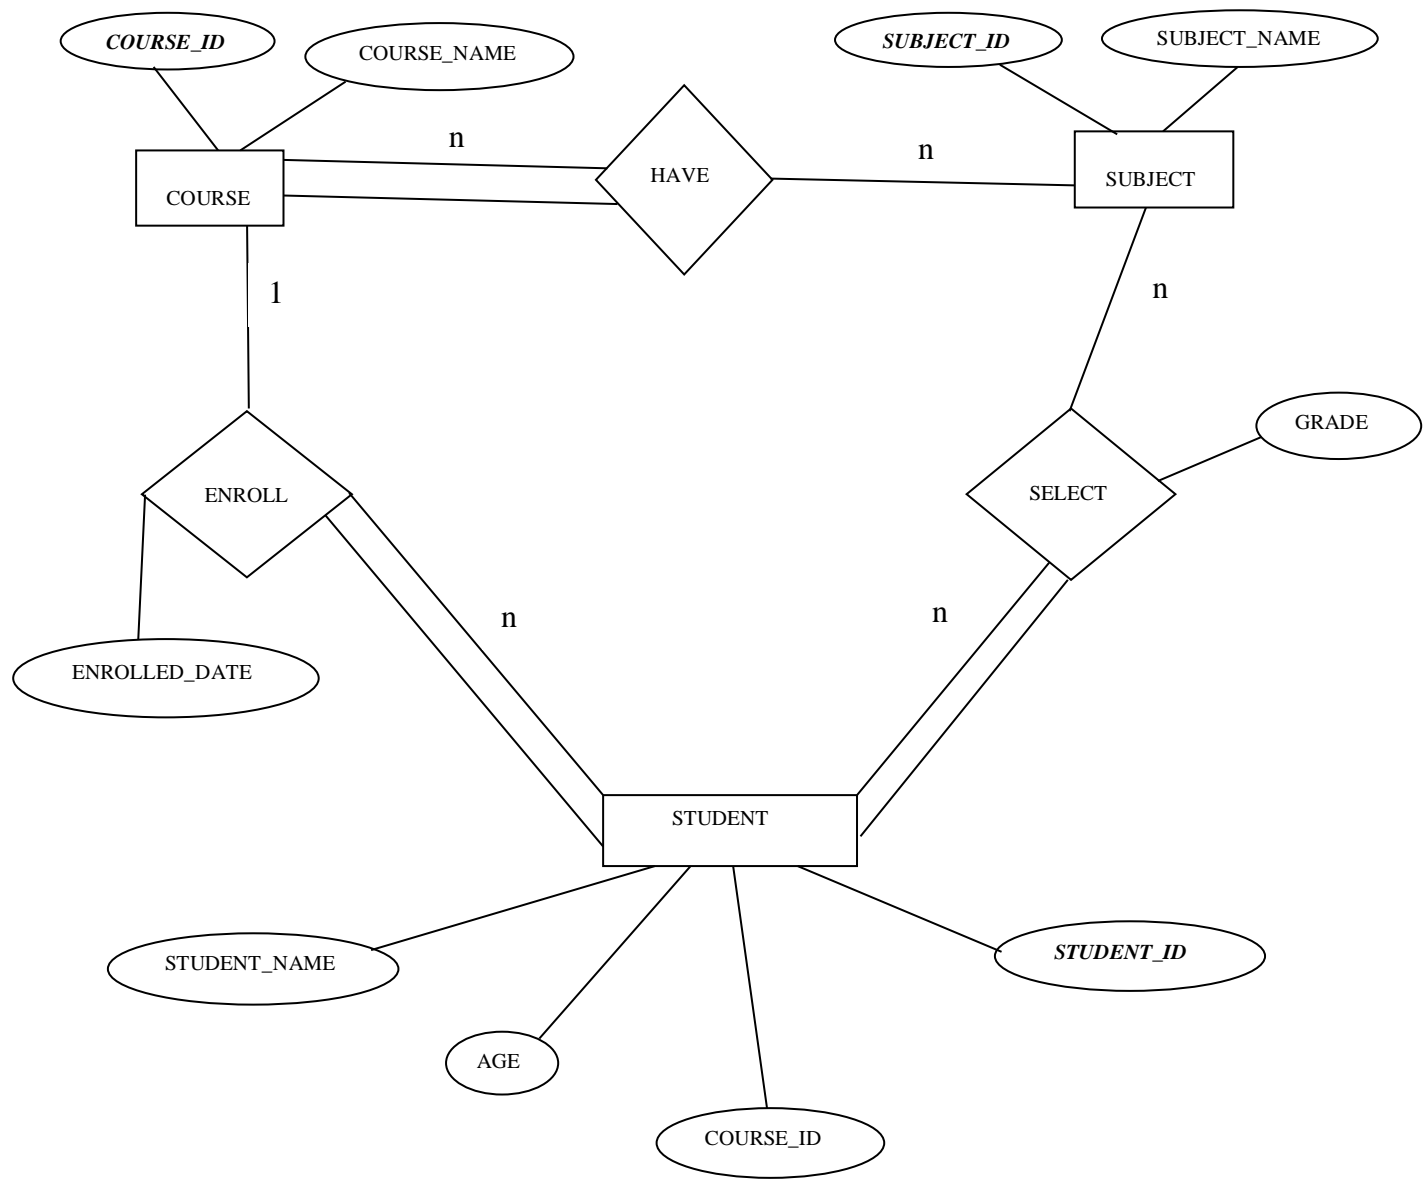 COURSE_ID
COURSE_NAME
SUBJECT_ID
SUBJECT_NAME
n
HAVE
n
SUBJECT
COURSE
1
n
GRADE
ENROLL
SELECT
n
n
ENROLLED_DATE
STUDENT
STUDENT_NAME
STUDENT_ID
AGE
COURSE_ID